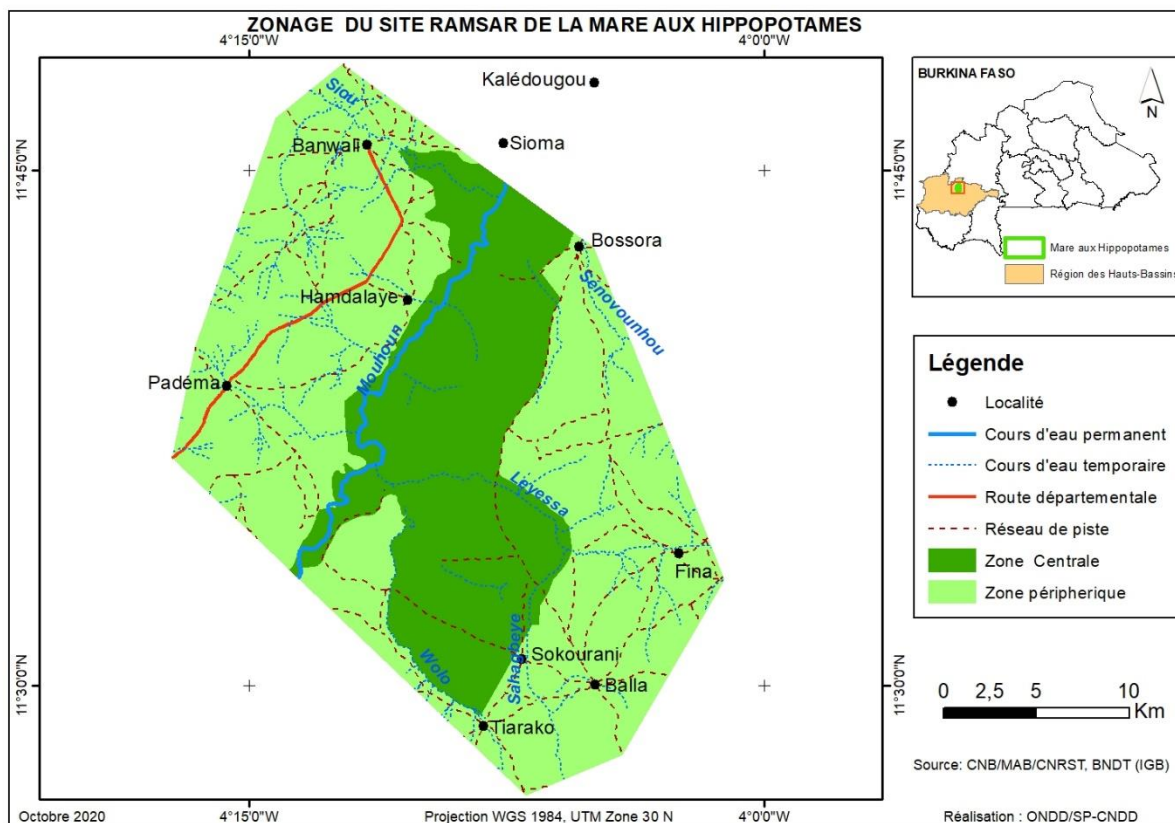 ZONAGE DU SITE RAMSAR DE LA MARE AUX HIPPOPOTAMES
4°15'0"W
4°0'0"W
11°45'0"N
11°45'0"N
Kalédougou
Siou
Banwali
Sioma
Bossora
Hamdalaye
Sénovounhou
Mouhoun
Padéma
Leyessa
Fina
Sokourani
Wolo
Balla
Tiarako
11°30'0"N
11°30'0"N
4°15'0"W
4°0'0"W
Octobre 2020
Projection WGS 1984, UTM Zone 30 N
BURKINA FASO
N
Mare aux Hippopotames
Région des Hauts-Bassins
Légende
Localité
Cours d'eau permanent
Cours d'eau temporaire
Route départementale
Réseau de piste
Zone Centrale
Zone péripherique
0 2,5 5 10
Km
Source: CNB/MAB/CNRST, BNDT (IGB)
Réalisation : ONDD/SP-CNDD